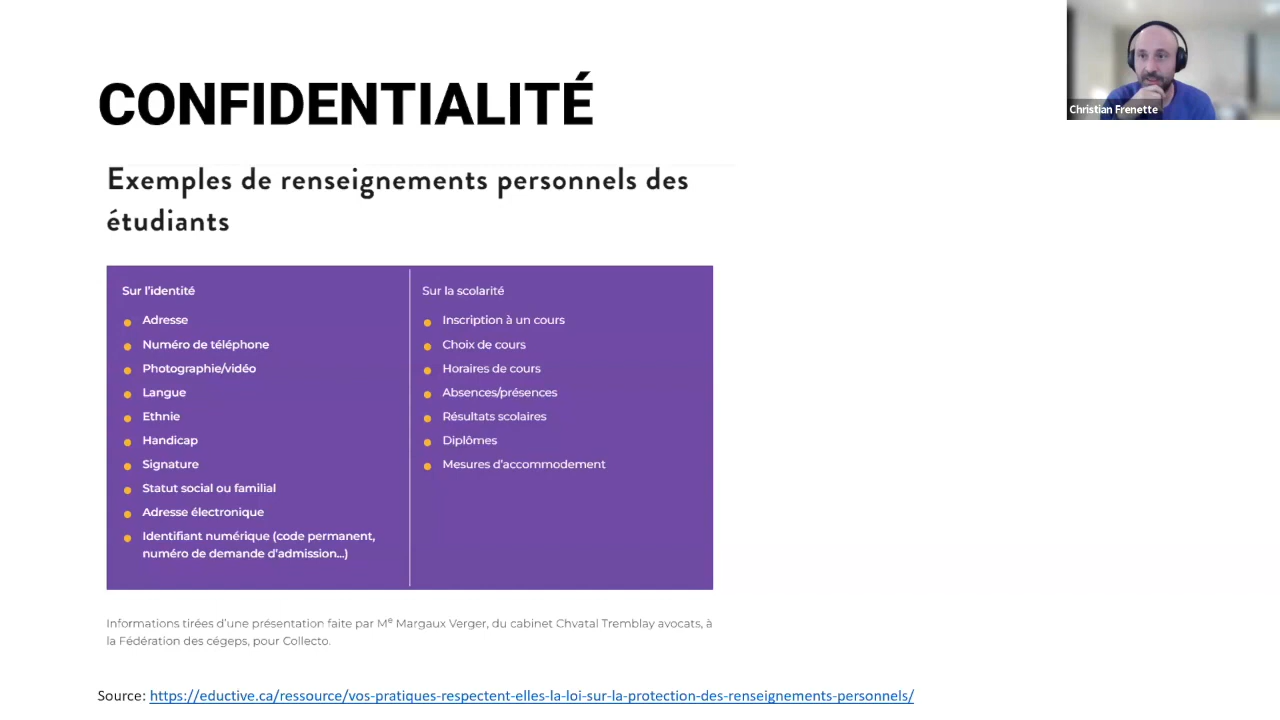 CONFIDENTIALITÉ
Christian Frenette
Exemples de renseignements personnels des
étudiants
Sur l'identité
Adresse
Numéro de téléphone
Photographie/vidéo
Langue
Ethnie
Handicap
Signature
Statut social ou familial
Adresse électronique
Identifiant numérique (code permanent,
numéro de demande d'admission...)
Sur la scolarité
Inscription à un cours
Choix de cours
Horaires de cours
Absences/présences
Résultats scolaires
Diplômes
Mesures d'accommodement
Informations tirées d'une présentation faite par Mᵉ Margaux Verger, du cabinet Chvatal Tremblay avocats, à
la Fédération des cégeps, pour Collecto.
Source: https://eductive.ca/ressource/vos-pratiques-respectent-elles-la-loi-sur-la-protection-des-renseignements-personnels/